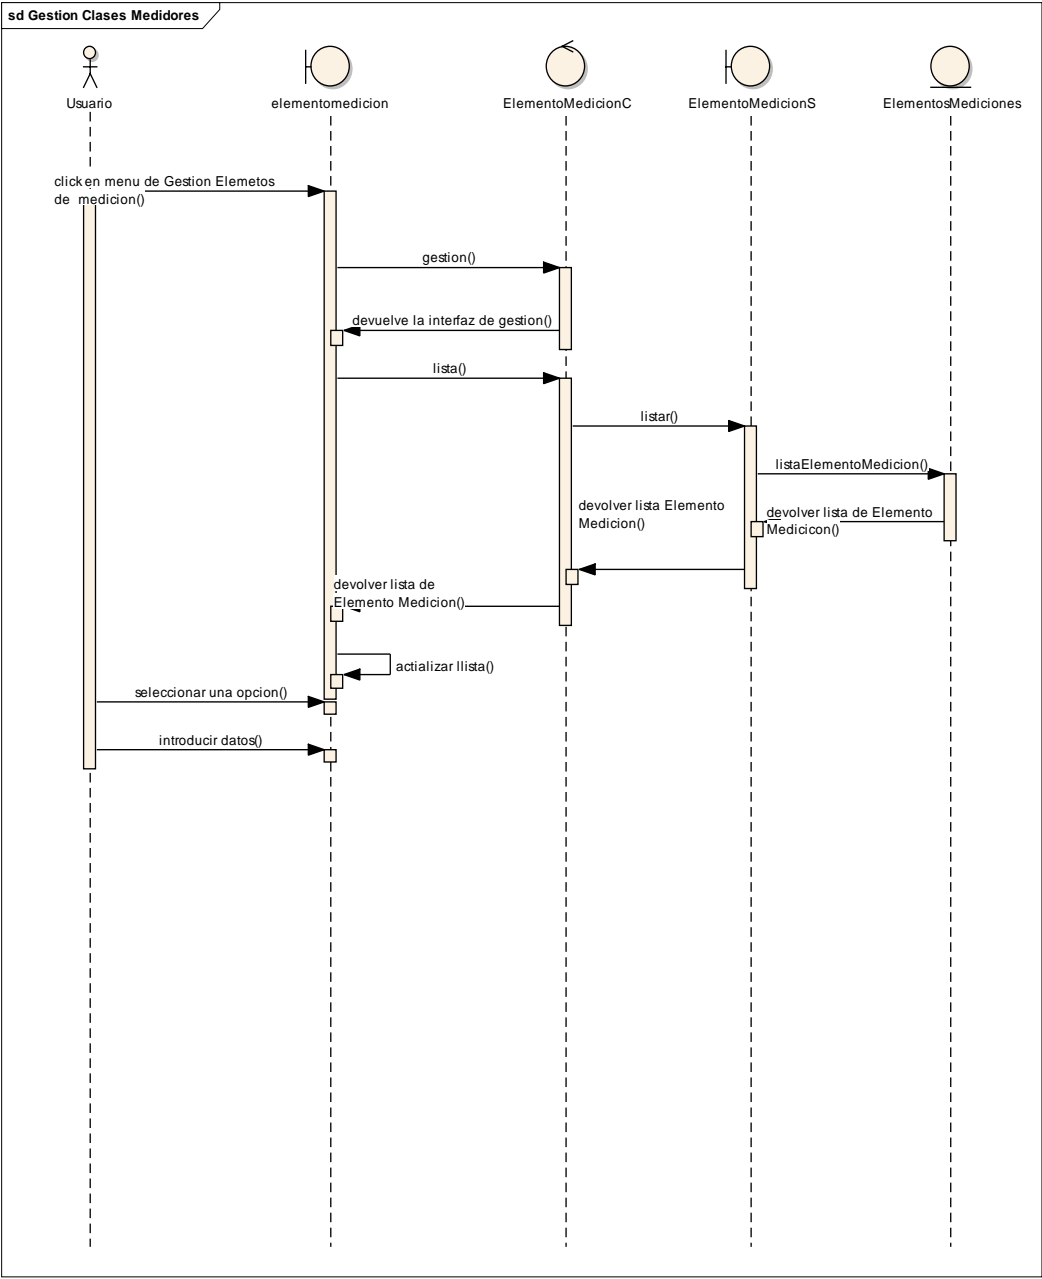 sd Gestion Clases Medidores
Usuario
elementomedicion
ElementoMedicionC
ElementoMedicionS
ElementosMediciones
click en menu de Gestion Elemetos
de medicion()
gestion()
devuelve la interfaz de gestion()
lista()
listar()
listaElementoMedicion()
devolver lista Elemento
Medicion()
devolver lista de Elemento
Medicicon()
devolver lista de
Elemento Medicion()
actializar llista()
seleccionar una opcion()
introducir datos()